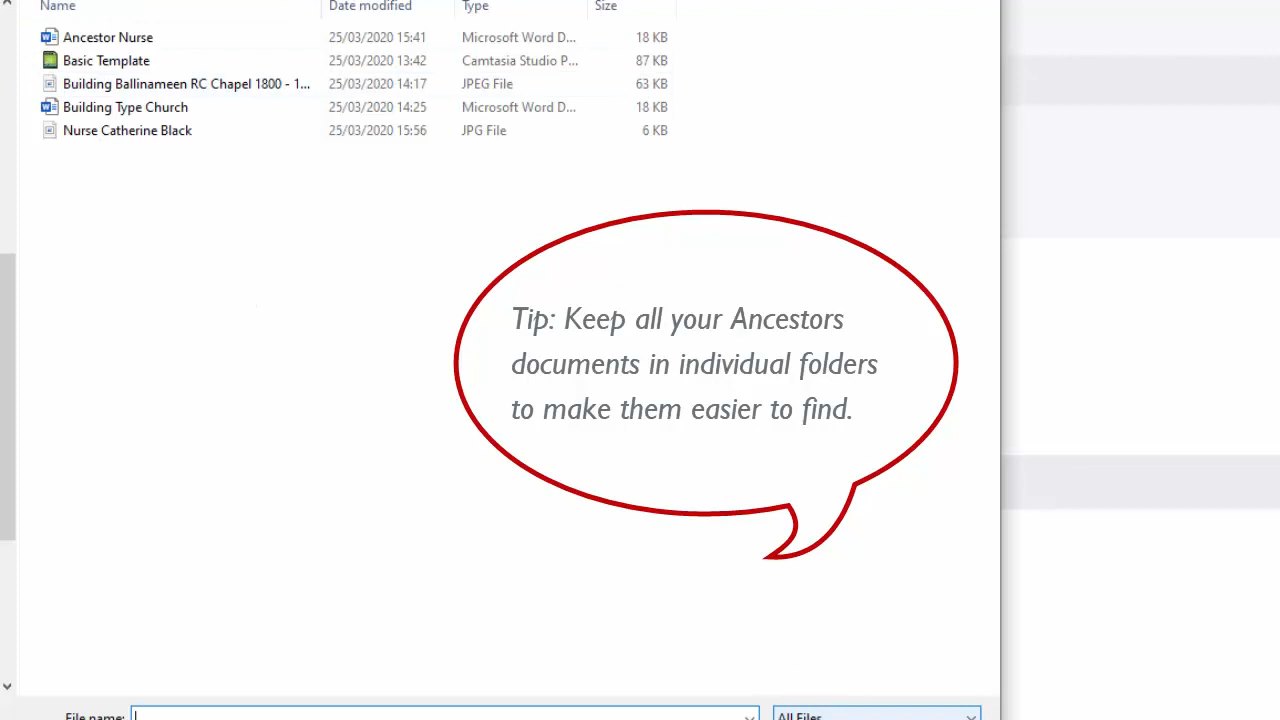 Name Date modified Type Size
Ancestor Nurse 25/03/2020 15:41 Microsoft Word D... 18 KB
Basic Template 25/03/2020 13:42 Camtasia Studio P... 87 KB
Building Ballinameen RC Chapel 1800 - 1... 25/03/2020 14:17 JPEG File 63 KB
Building Type Church 25/03/2020 14:25 Microsoft Word D... 18 KB
Nurse Catherine Black 25/03/2020 15:56 JPG File 6 KB
Tip: Keep all your Ancestors
documents in individual folders
to make them easier to find.
File name: All Files